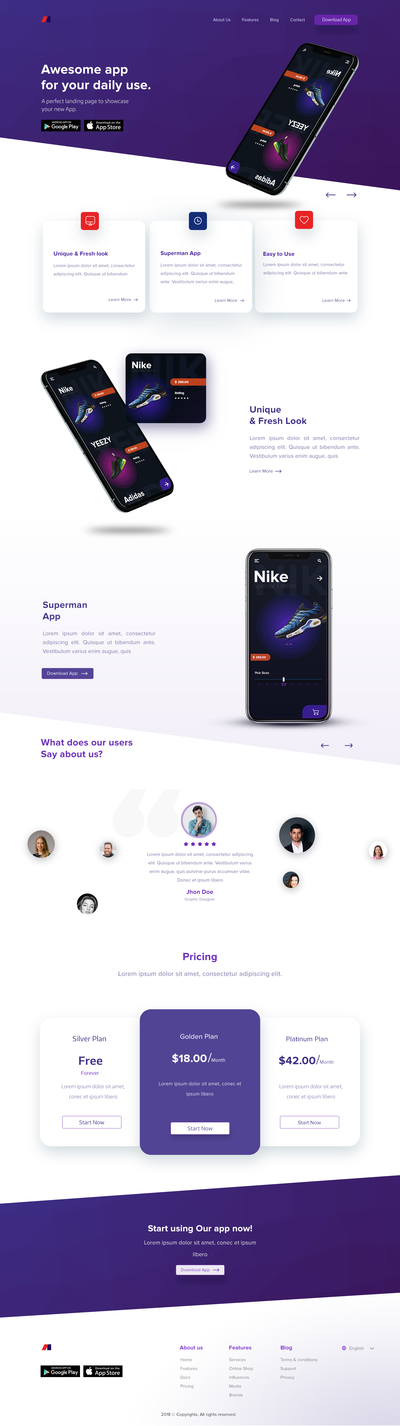 About Us
Features
Blog
Contact
Download App
Awesome app
for your daily use.
A perfect landing page to showcase
your new App.
ANDROID APP ON
Google Play
Download on the
App Store
NIKE
YEEZY
Adidas
Unique & Fresh look
Lorem ipsum dolor sit amet, consectetur
adipiscing elit. Quisque ut bibendum
Learn More
Superman App
Lorem ipsum dolor sit amet, consectetur
adipiscing elit. Quisque ut bibendum
ante. Vestibulum varius enim augue,
Learn More
Easy to Use
Lorem ipsum dolor sit amet, consectetur
adipiscing elit. Quisque ut bibendum ante.
Learn More
Nike
Rating
Nike
YEEZY
Adidas
Unique
& Fresh Look
Lorem ipsum dolor sit amet, consectetur
adipiscing elit. Quisque ut bibendum ante.
Vestibulum varius enim augue, quis
Learn More
Nike
Pick Sizes
Superman
App
Lorem ipsum dolor sit amet, consectetur
adipiscing elit. Quisque ut bibendum ante.
Vestibulum varius enim augue, quis
Download App
What does our users
Say about us?
Lorem ipsum dolor sit amet, consectetur adipiscing
elit. Quisque ut bibendum ante. Vestibulum varius
enim augue, quis pulvinar purus accumsan vitae.
Donec et ipsum libero
Jhon Doe
Graphic Designer
Pricing
Lorem ipsum dolor sit amet, consectetur adipiscing elit.
Silver Plan
Free
Forever
Lorem ipsum dolor sit amet,
conec et ipsum libero
Start Now
Golden Plan
$18.00/Month
Lorem ipsum dolor sit amet, conec et
ipsum libero
Start Now
Platinum Plan
$42.00/Month
Lorem ipsum dolor sit amet,
conec et ipsum libero
Start Now
Start using Our app now!
Lorem ipsum dolor sit amet, conec et ipsum
libero
Download App
ANDROID APP ON
Google Play
Download on the
App Store
About us
Home
Features
Docs
Pricing
Features
Services
Online Shop
Influences
Media
Brands
Blog
Terms & conditions
Support
Privacy
English
2018 © Copyrights, All rights reserved